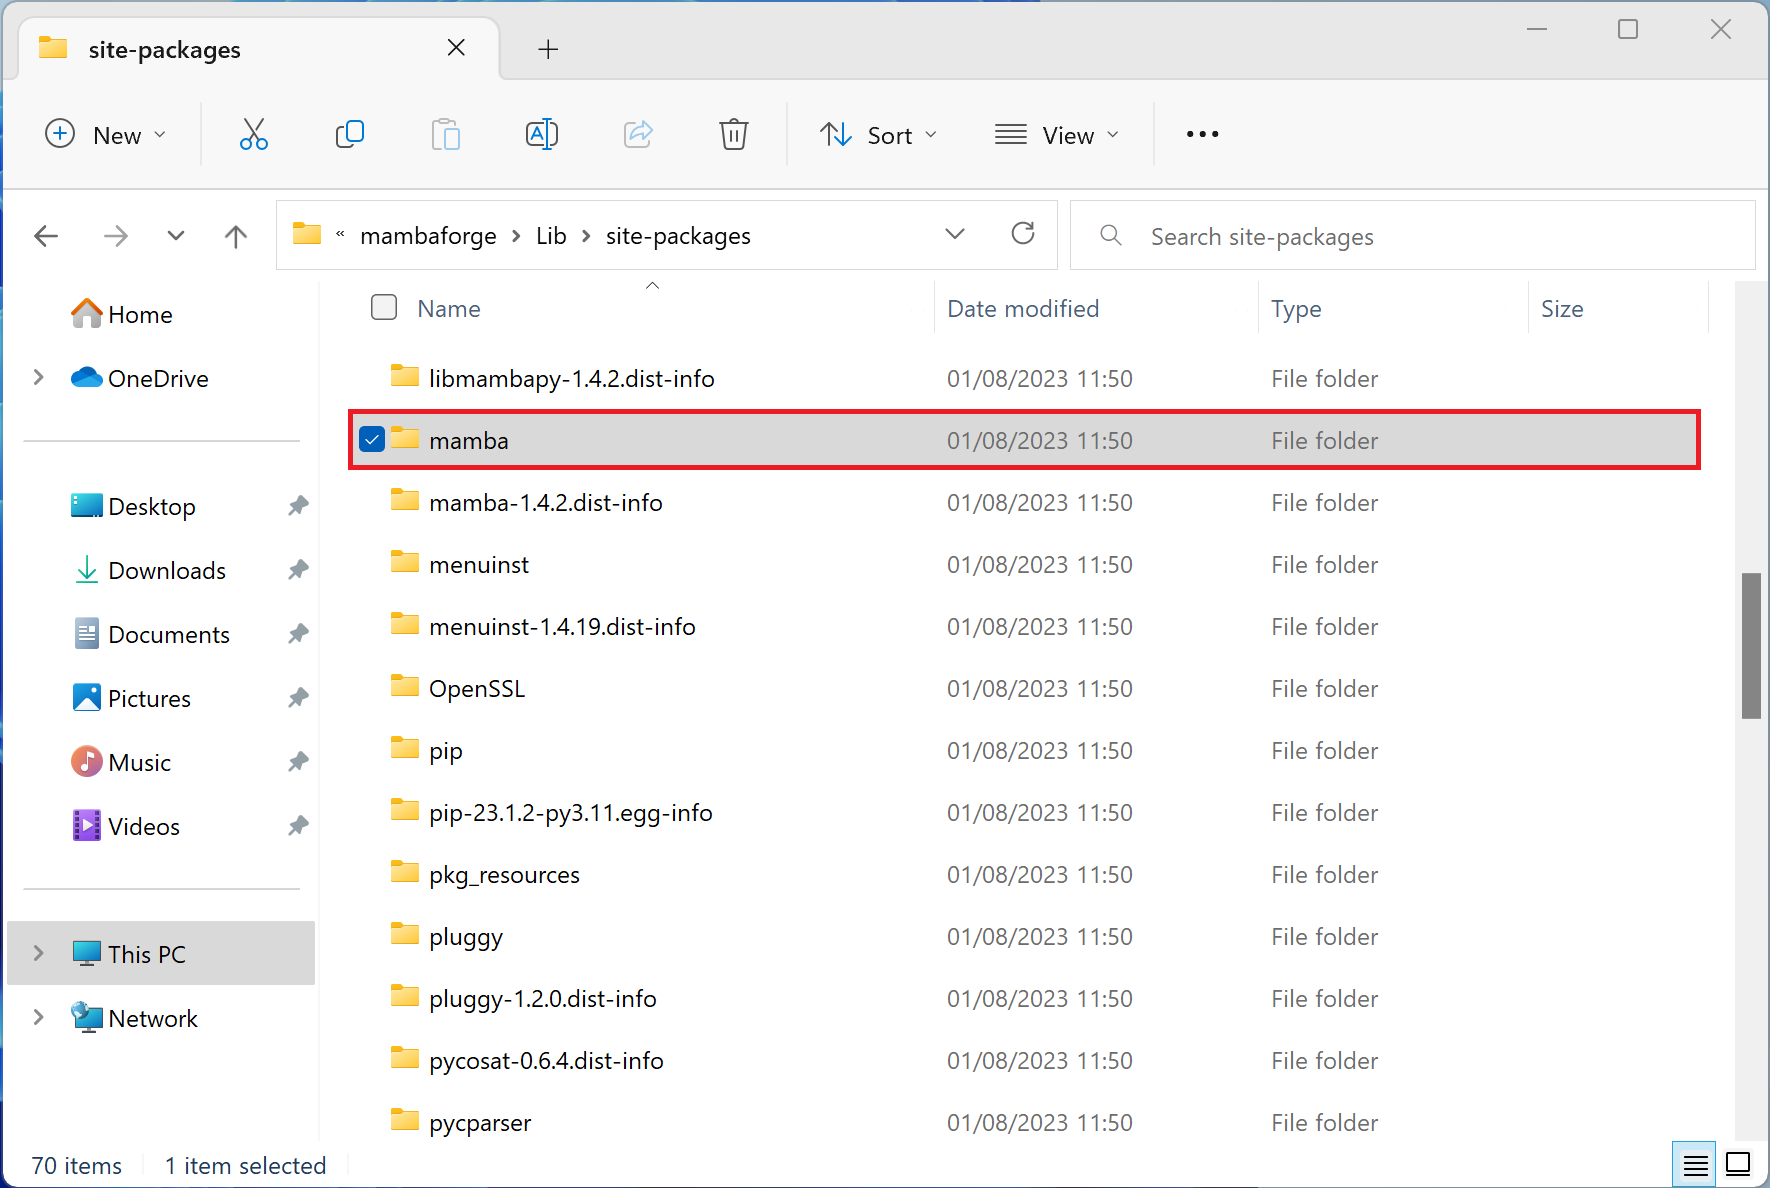 site-packages
New
Sort
View
« mambaforge > Lib > site-packages
Search site-packages
Home
OneDrive
Desktop
Downloads
Documents
Pictures
Music
Videos
This PC
Network
Name Date modified Type Size
libmambapy-1.4.2.dist-info 01/08/2023 11:50 File folder
mamba 01/08/2023 11:50 File folder
mamba-1.4.2.dist-info 01/08/2023 11:50 File folder
menuinst 01/08/2023 11:50 File folder
menuinst-1.4.19.dist-info 01/08/2023 11:50 File folder
OpenSSL 01/08/2023 11:50 File folder
pip 01/08/2023 11:50 File folder
pip-23.1.2-py3.11.egg-info 01/08/2023 11:50 File folder
pkg_resources 01/08/2023 11:50 File folder
pluggy 01/08/2023 11:50 File folder
pluggy-1.2.0.dist-info 01/08/2023 11:50 File folder
pycosat-0.6.4.dist-info 01/08/2023 11:50 File folder
pycparser 01/08/2023 11:50 File folder
70 items 1 item selected